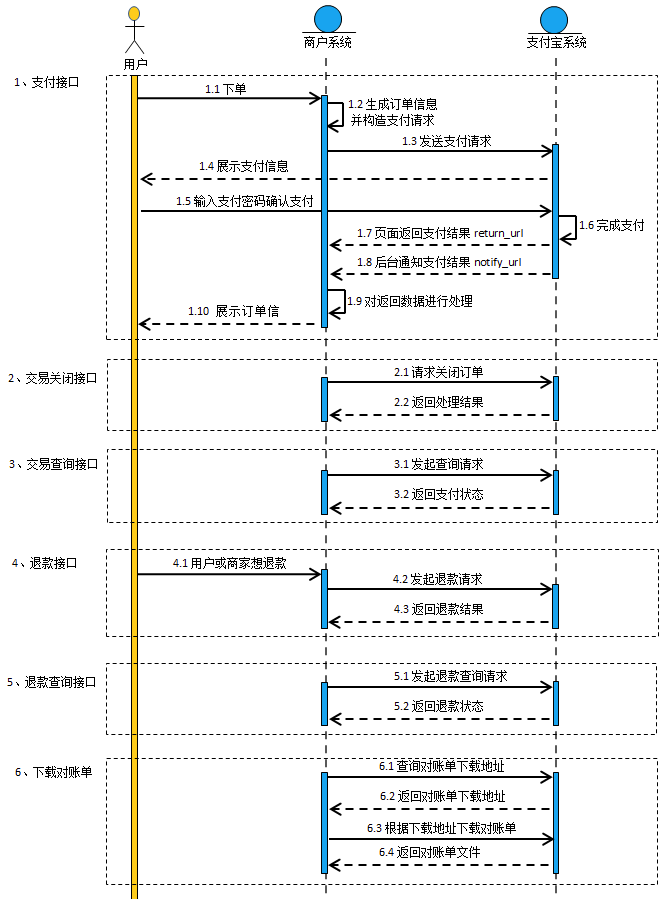 用户
商户系统
支付宝系统
1、支付接口
1.1 下单
1.2 生成订单信息
并构造支付请求
1.3 发送支付请求
1.4 展示支付信息
1.5 输入支付密码确认支付
1.6 完成支付
1.7 页面返回支付结果 return_url
1.8 后台通知支付结果 notify_url
1.9 对返回数据进行处理
1.10 展示订单信
2、交易关闭接口
2.1 请求关闭订单
2.2 返回处理结果
3、交易查询接口
3.1 发起查询请求
3.2 返回支付状态
4、退款接口
4.1 用户或商家想退款
4.2 发起退款请求
4.3 返回退款结果
5、退款查询接口
5.1 发起退款查询请求
5.2 返回退款状态
6、下载对账单
6.1 查询对账单下载地址
6.2 返回对账单下载地址
6.3 根据下载地址下载对账单
6.4 返回对账单文件